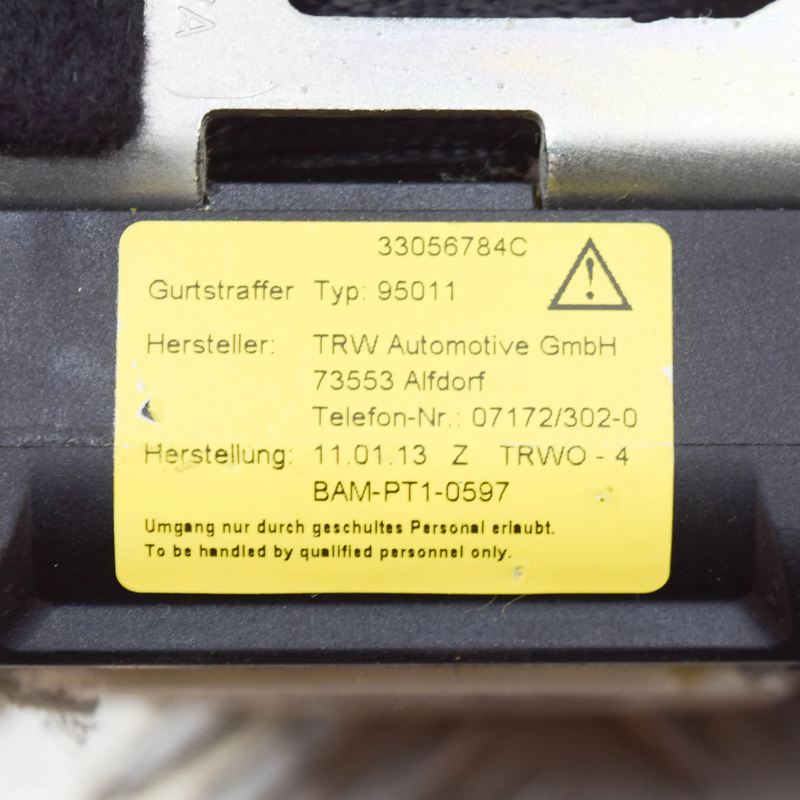 33056784C
Gurtstraffer Typ: 95011
Hersteller: TRW Automotive GmbH
73553 Alfdorf
Telefon-Nr.: 07172/302-0
Herstellung: 11.01.13 Z TRWO - 4
BAM-PT1-0597
Umgang nur durch geschultes Personal erlaubt.
To be handled by qualified personnel only.